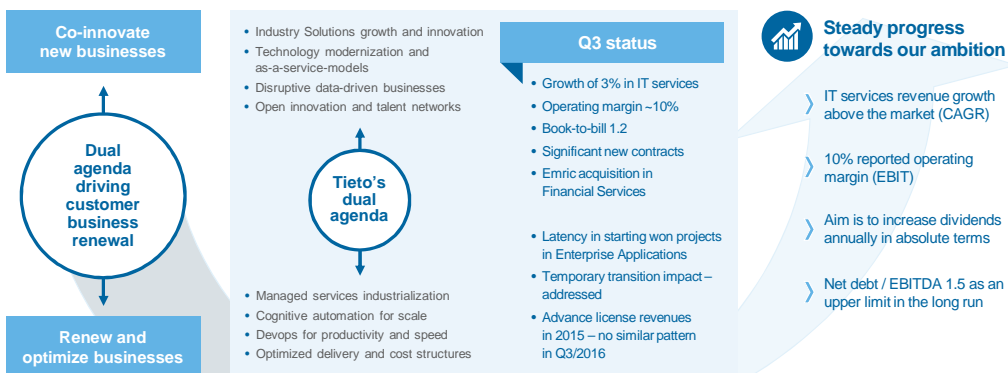 Co-innovate
new businesses
Dual
agenda
driving
customer
business
renewal
Renew and
optimize businesses
• Industry Solutions growth and innovation
• Technology modernization and
as-a-service-models
• Disruptive data-driven businesses
• Open innovation and talent networks
Tieto's
dual
agenda
• Managed services industrialization
• Cognitive automation for scale
• Devops for productivity and speed
• Optimized delivery and cost structures
Q3 status
• Growth of 3% in IT services
• Operating margin ~10%
• Book-to-bill 1.2
• Significant new contracts
• Emric acquisition in
Financial Services
• Latency in starting won projects
in Enterprise Applications
• Temporary transition impact –
addressed
• Advance license revenues
in 2015 – no similar pattern
in Q3/2016
Steady progress
towards our ambition
IT services revenue growth
above the market (CAGR)
10% reported operating
margin (EBIT)
Aim is to increase dividends
annually in absolute terms
Net debt / EBITDA 1.5 as an
upper limit in the long run